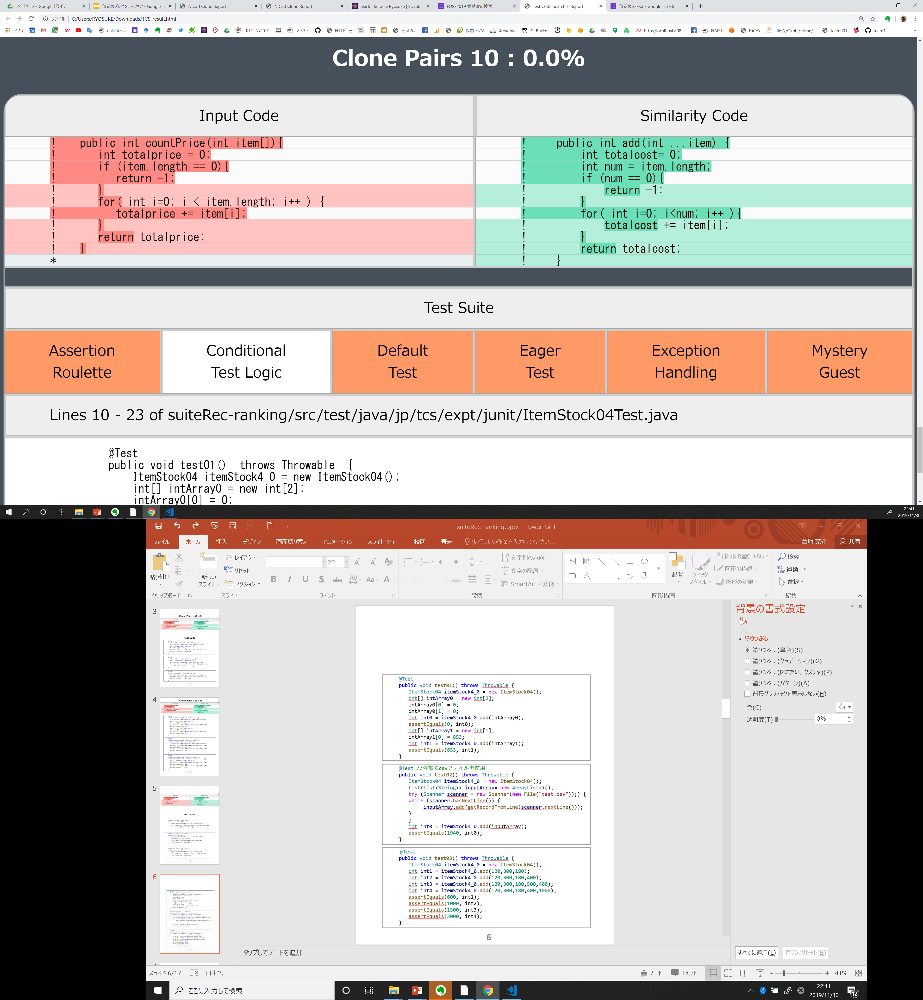 マイドライブ - Google ドライブ
無題のプレゼンテーション - Google ス
NiCad Clone Report
NiCad Clone Report
Slack | Kurachi Ryosuke | SDLab
FOSE2019 貢献賞の投票
Test Code Searcher Report
無題のフォーム - Google フォーム
ファイル | C:/Users/RYOSUKE/Downloads/TCS_result.html
アプリ
naistメール
コロキアム2019
シラバス
NTTドコモ
発音カナ
仮想マシン
Xreading
GitBucket
http://localhost:808...
NAIST
FaCoY
file:///C:/pbl/home/...
team001
team1
Clone Pairs 10 : 0.0%
Input Code
! public int countPrice(int item[]){
! int totalprice = 0;
! if (item.length == 0){
! return -1;
! }
! for( int i=0; i < item.length; i++ ) {
! totalprice += item[i];
! }
! return totalprice;
! }
*
Similarity Code
! public int add(int ...item) {
! int totalcost= 0;
! int num = item.length;
! if (num == 0){
! return -1;
! }
! for( int i=0; i<num; i++ ){
! totalcost += item[i];
! }
! return totalcost;
! }
Test Suite
Assertion
Roulette
Conditional
Test Logic
Default
Test
Eager
Test
Exception
Handling
Mystery
Guest
Lines 10 - 23 of suiteRec-ranking/src/test/java/jp/tcs/expt/junit/ItemStock04Test.java
@Test
public void test01() throws Throwable {
ItemStock04 itemStock4_0 = new ItemStock04();
int[] intArray0 = new int[2];
intArray0[0] = 0;
22:41
2019/11/30
suiteRec-ranking.pptx - PowerPoint
ファイル ホーム 挿入 デザイン 画面切り替え アニメーション スライド ショー 校閲 表示 実行したい作業を入力してください...
倉地 亮介 共有
貼り付け
クリップボード
新しい
スライド
レイアウト
リセット
セクション
スライド
20
B I U S abc AV Aa A
フォント
文字列の方向
文字の配置
SmartArt に変換
段落
配置
クイック
スタイル
図形の塗りつぶし
図形の枠線
図形の効果
図形描画
検索
置換
選択
編集
3
Clone Pairs : 56.4%
Test Suite
4
Clone Pairs : 56.4%
5
Test Suite
6
7
@Test
public void test01() throws Throwable {
ItemStock04 itemStock4_0 = new ItemStock04();
int[] intArray0 = new int[2];
intArray0[0] = 0;
intArray0[1] = 0;
int int0 = itemStock4_0.add(intArray0);
assertEquals(0, int0);
int[] intArray1 = new int[1];
intArray1[0] = 853;
int int1 = itemStock4_0.add(intArray1);
assertEquals(853, int1);
}
@Test //外部のcsvファイルを使用
public void test02() throws Throwable {
ItemStock04 itemStock4_0 = new ItemStock04();
List<List<String>> inputArray= new ArrayList<>();
try (Scanner scanner = new Scanner(new File("test.csv"));) {
while (scanner.hasNextLine()) {
inputArray.add(getRecordFromLine(scanner.nextLine()));
}
}
int int0 = itemStock4_0.add(inputArray);
assertEquals(1940, int0);
}
@Test
public void test03() throws Throwable {
ItemStock04 itemStock4_0 = new ItemStock04();
int int1 = itemStock4_0.add(120,300,180);
int int2 = itemStock4_0.add(120,300,180,400);
int int3 = itemStock4_0.add(120,300,180,500,400);
int int4 = itemStock4_0.add(120,300,180,400,1000);
assertEquals(600, int1);
assertEquals(1000, int2);
assertEquals(1500, int3);
assertEquals(2000, int4);
}
6
背景の書式設定
塗りつぶし
塗りつぶし (単色)(S)
塗りつぶし (グラデーション)(G)
塗りつぶし (図またはテクスチャ)(P)
塗りつぶし (パターン)(A)
背景グラフィックを表示しない(H)
色(C)
透明度(T) 0%
すべてに適用(L) 背景のリセット(B)
タップしてノートを追加
スライド 6/17 日本語
ノート コメント 41%
ここに入力して検索
22:41
2019/11/30
12